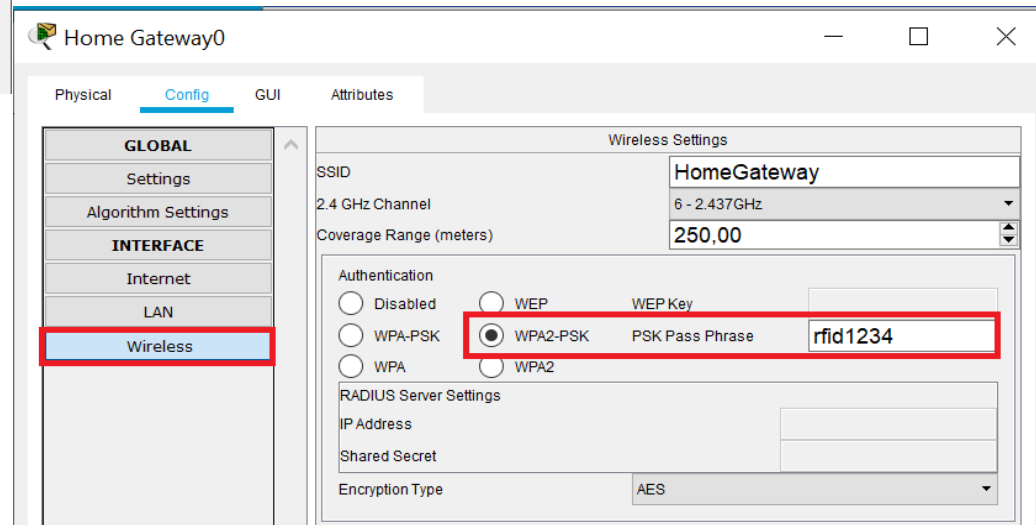 Home Gateway0
Physical Config GUI Attributes
GLOBAL
Settings
Algorithm Settings
INTERFACE
Internet
LAN
Wireless
Wireless Settings
SSID HomeGateway
2.4 GHz Channel 6 - 2.437GHz
Coverage Range (meters) 250,00
Authentication
Disabled WEP WEP Key
WPA-PSK WPA2-PSK PSK Pass Phrase rfid1234
WPA WPA2
RADIUS Server Settings
IP Address
Shared Secret
Encryption Type AES